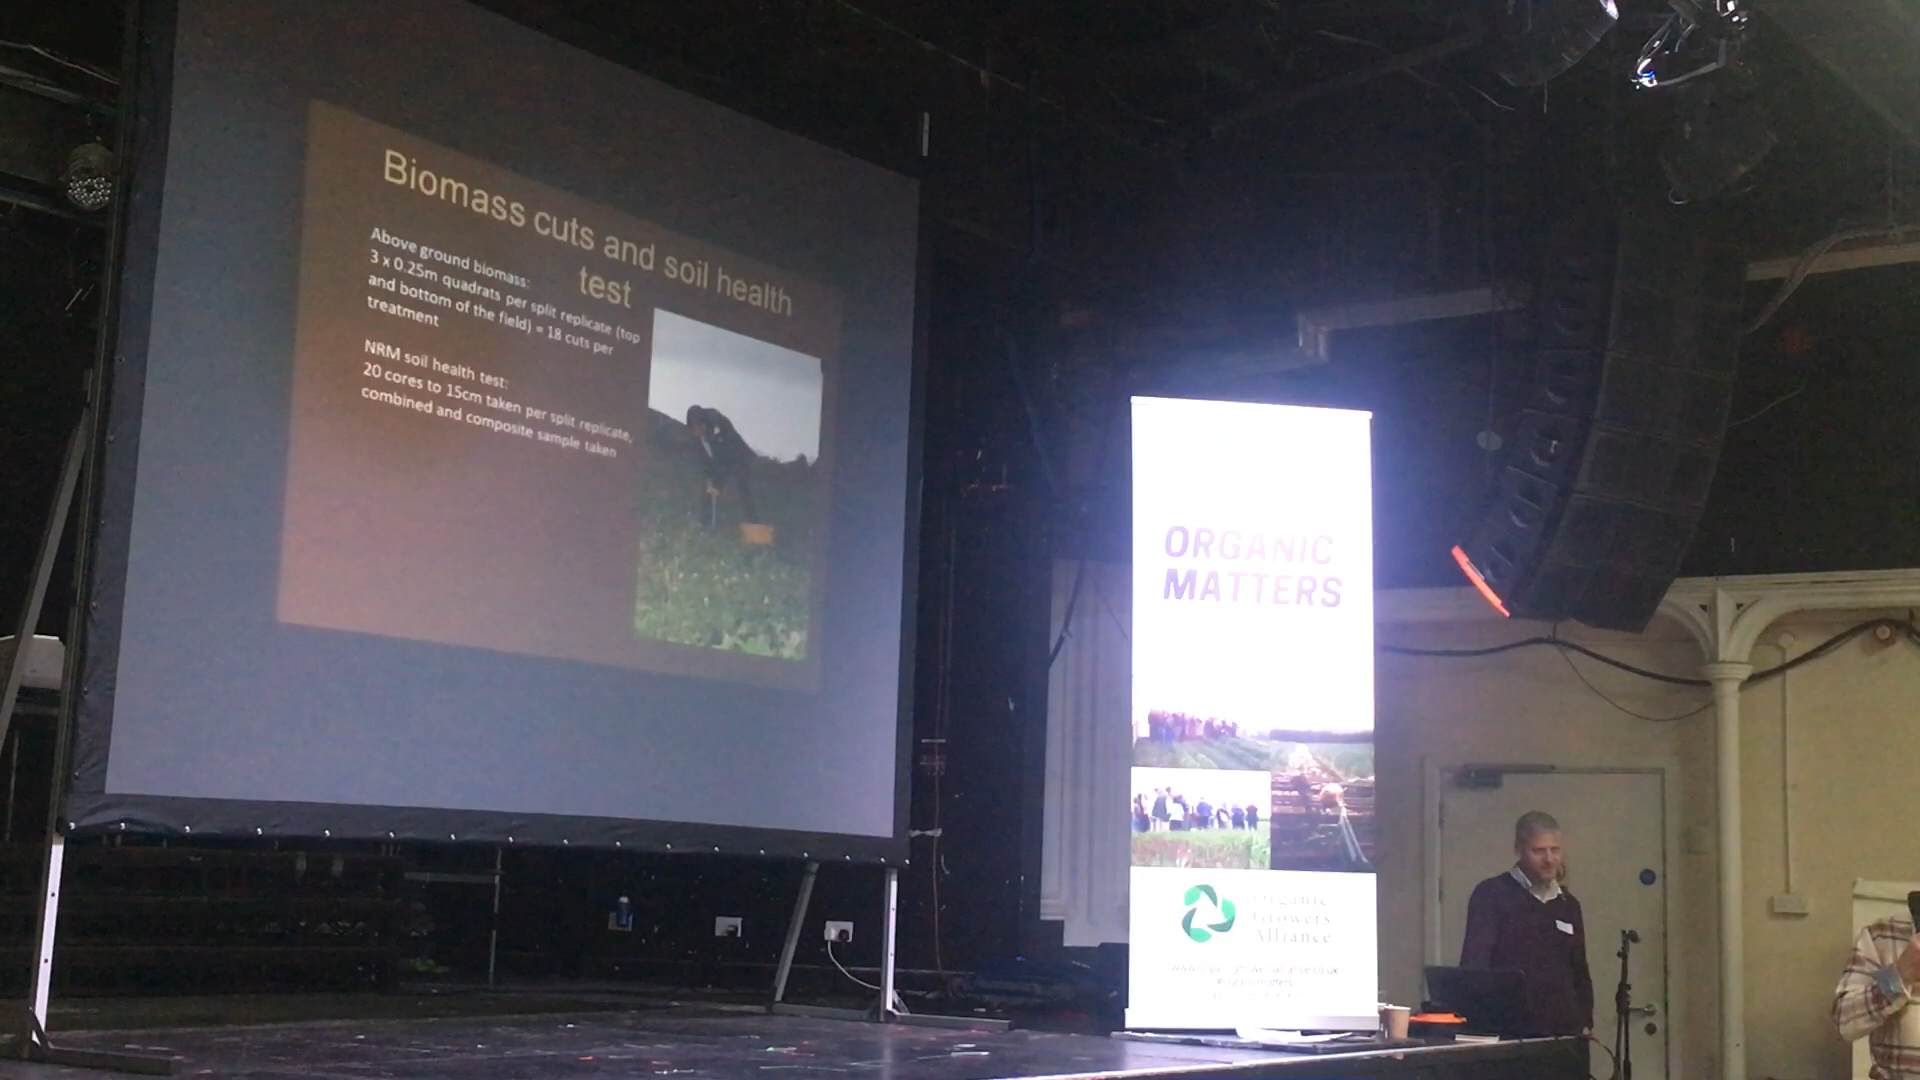 Biomass cuts and soil health
test
Above ground biomass:
3 x 0.25m quadrats per split replicate (top
and bottom of the field) = 18 cuts per
treatment
NRM soil health test:
20 cores to 15cm taken per split replicate,
combined and composite sample taken
ORGANIC
MATTERS
Organic
Growers
Alliance